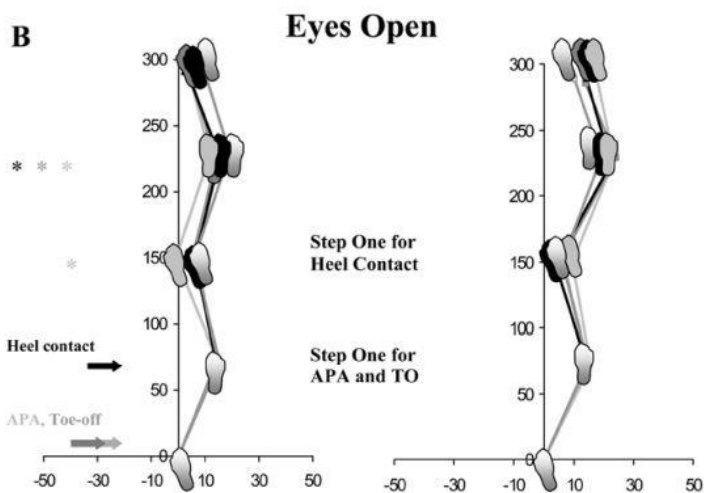 B
Eyes Open
300
250
200
150
100
50
0
-50 -30 -10 10 30 50
* * *
*
Heel contact
APA, Toe-off
Step One for
Heel Contact
Step One for
APA and TO
300
250
200
150
100
50
0
-50 -30 -10 10 30 50